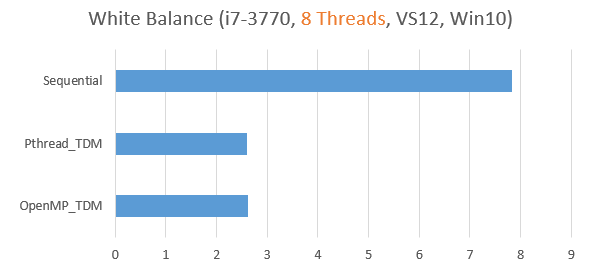 White Balance (i7-3770, 8 Threads, VS12, Win10)
Sequential
Pthread_TDM
OpenMP_TDM
0 1 2 3 4 5 6 7 8 9